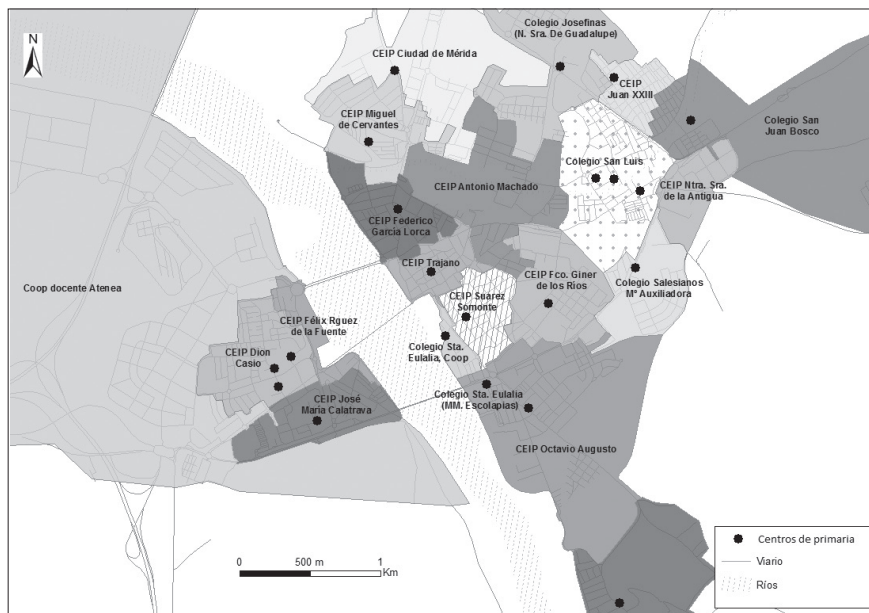 N
Colegio Josefinas
(N. Sra. De Guadalupe)
CEIP Ciudad de Mérida
CEIP
Juan XXIII
CEIP Miguel
de Cervantes
Colegio San
Juan Bosco
Colegio San Luis
CEIP Antonio Machado
CEIP Ntra. Sra.
de la Antigua
CEIP Federico
García Lorca
CEIP Trajano
CEIP Fco. Giner
de los Rios
Colegio Salesianos
Mª Auxiliadora
Coop docente Atenea
CEIP Suarez
Somonte
CEIP Félix Rguez
de la Fuente
CEIP Dion
Casio
Colegio Sta.
Eulalia, Coop
CEIP José
María Calatrava
Colegio Sta. Eulalia
(MM. Escolapias)
CEIP Octavio Augusto
0 500 m 1
Km
Centros de primaria
Viario
Ríos